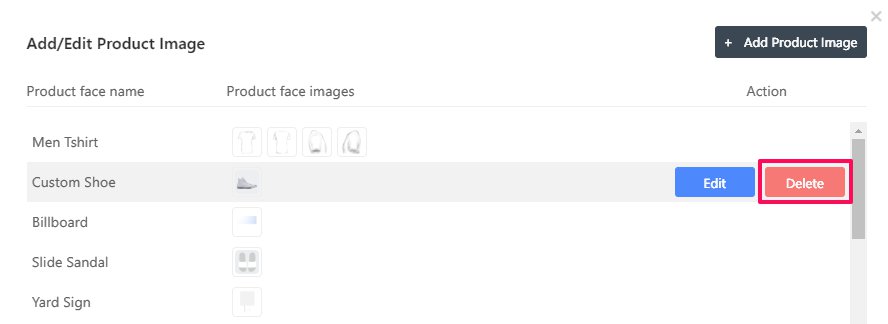 Add/Edit Product Image
+ Add Product Image
Product face name Product face images Action
Men Tshirt
Custom Shoe Edit Delete
Billboard
Slide Sandal
Yard Sign